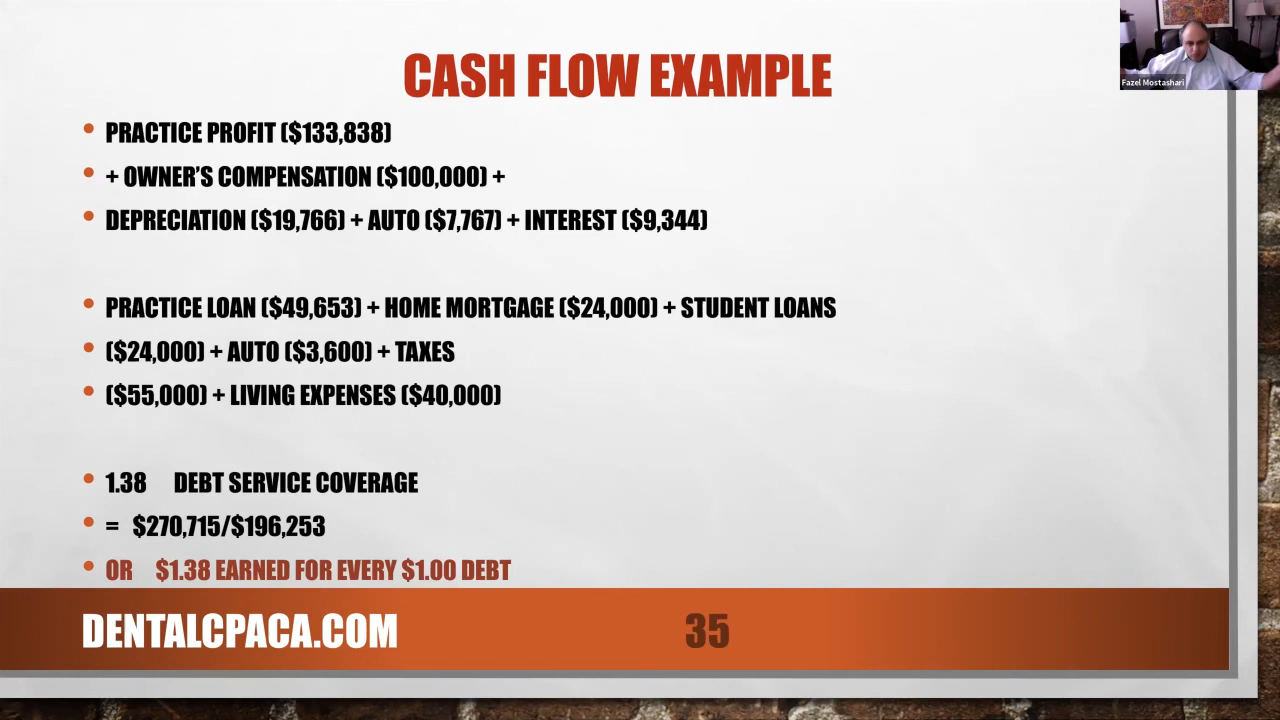 CASH FLOW EXAMPLE
Fazel Mostashari
• PRACTICE PROFIT ($133,838)
• + OWNER’S COMPENSATION ($100,000) +
• DEPRECIATION ($19,766) + AUTO ($7,767) + INTEREST ($9,344)
• PRACTICE LOAN ($49,653) + HOME MORTGAGE ($24,000) + STUDENT LOANS
• ($24,000) + AUTO ($3,600) + TAXES
• ($55,000) + LIVING EXPENSES ($40,000)
• 1.38 DEBT SERVICE COVERAGE
• = $270,715/$196,253
• OR $1.38 EARNED FOR EVERY $1.00 DEBT
DENTALCPACA.COM 35